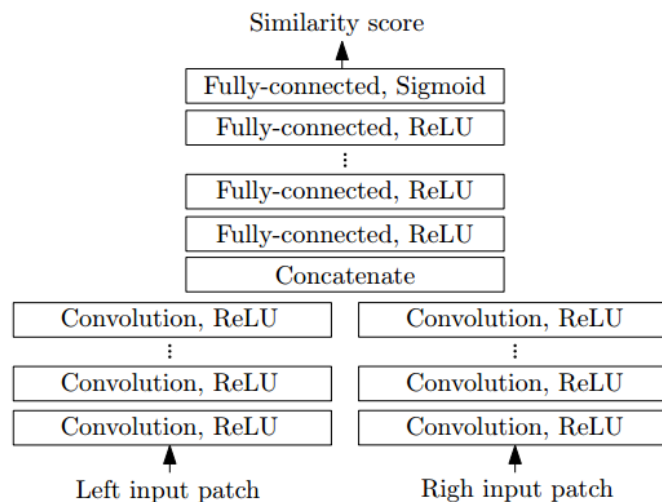 Similarity score
Fully-connected, Sigmoid
Fully-connected, ReLU
⋮
Fully-connected, ReLU
Fully-connected, ReLU
Concatenate
Convolution, ReLU Convolution, ReLU
⋮ ⋮
Convolution, ReLU Convolution, ReLU
Convolution, ReLU Convolution, ReLU
Left input patch Righ input patch